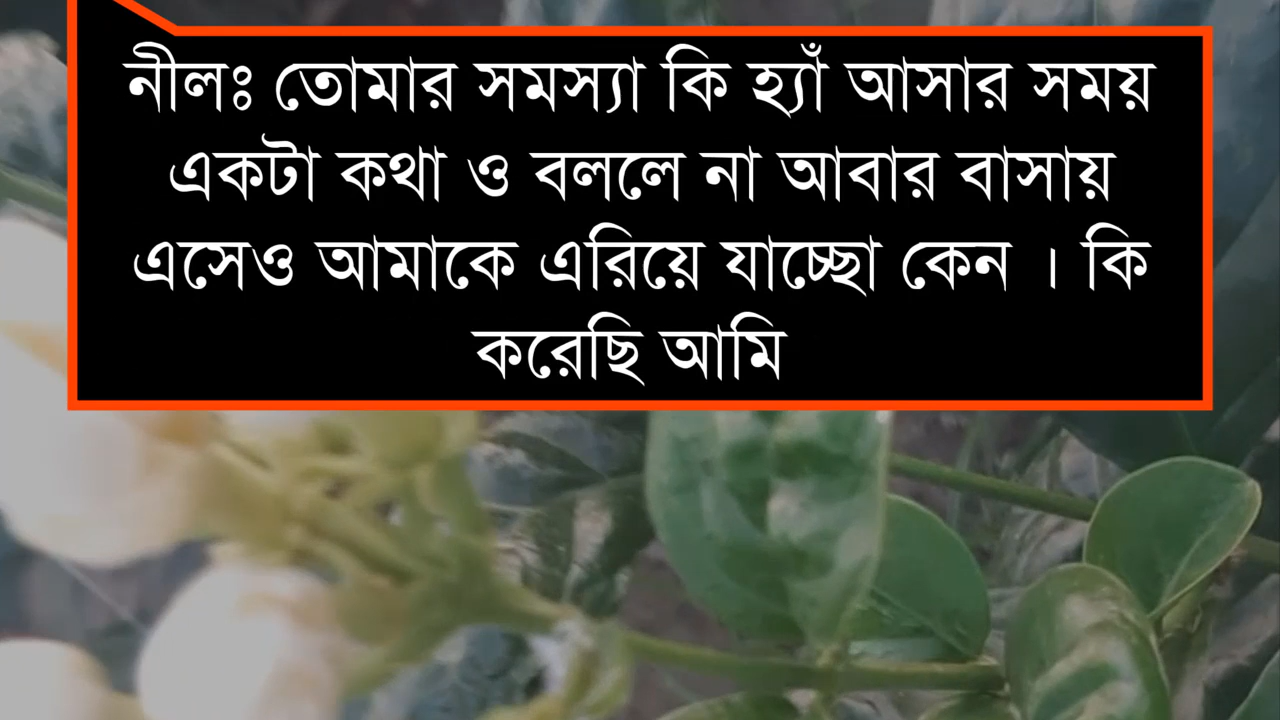 নীলঃ তোমার সমস্যা কি হ্যাঁ আসার সময়
একটা কথা ও বললে না আবার বাসায়
এসেও আমাকে এরিয়ে যাচ্ছো কেন । কি
করেছি আমি